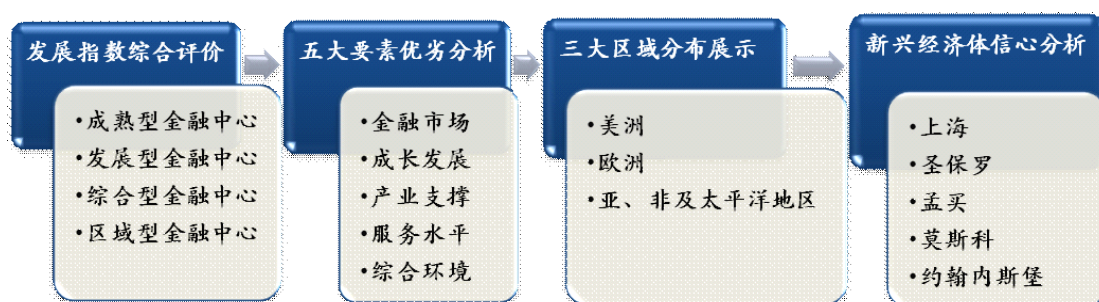 发展指数综合评价
•成熟型金融中心
•发展型金融中心
•综合型金融中心
•区域型金融中心
五大要素优劣分析
•金融市场
•成长发展
•产业支撑
•服务水平
•综合环境
三大区域分布展示
•美洲
•欧洲
•亚、非及太平洋地区
新兴经济体信心分析
•上海
•圣保罗
•孟买
•莫斯科
•约翰内斯堡